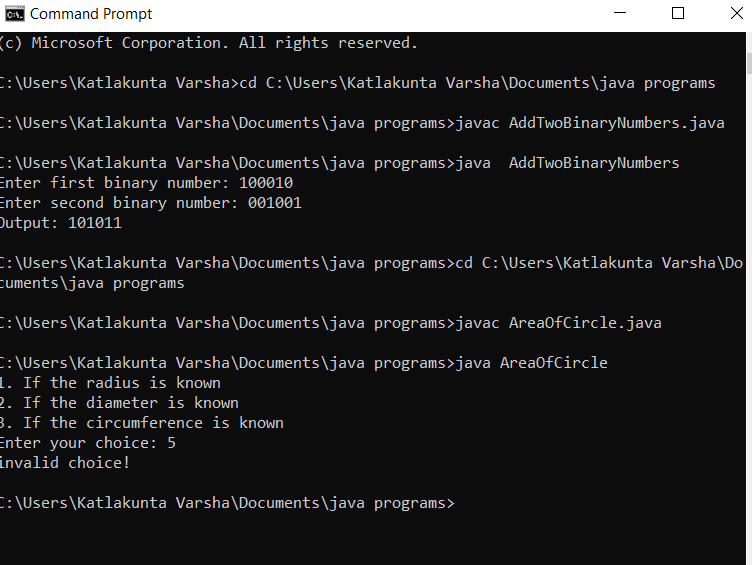 Command Prompt
(c) Microsoft Corporation. All rights reserved.
C:\Users\Katlakunta Varsha>cd C:\Users\Katlakunta Varsha\Documents\java programs
C:\Users\Katlakunta Varsha\Documents\java programs>javac AddTwoBinaryNumbers.java
C:\Users\Katlakunta Varsha\Documents\java programs>java  AddTwoBinaryNumbers
Enter first binary number: 100010
Enter second binary number: 001001
Output: 101011
C:\Users\Katlakunta Varsha\Documents\java programs>cd C:\Users\Katlakunta Varsha\Do
cuments\java programs
C:\Users\Katlakunta Varsha\Documents\java programs>javac AreaOfCircle.java
C:\Users\Katlakunta Varsha\Documents\java programs>java AreaOfCircle
1. If the radius is known
2. If the diameter is known
3. If the circumference is known
Enter your choice: 5
invalid choice!
C:\Users\Katlakunta Varsha\Documents\java programs>